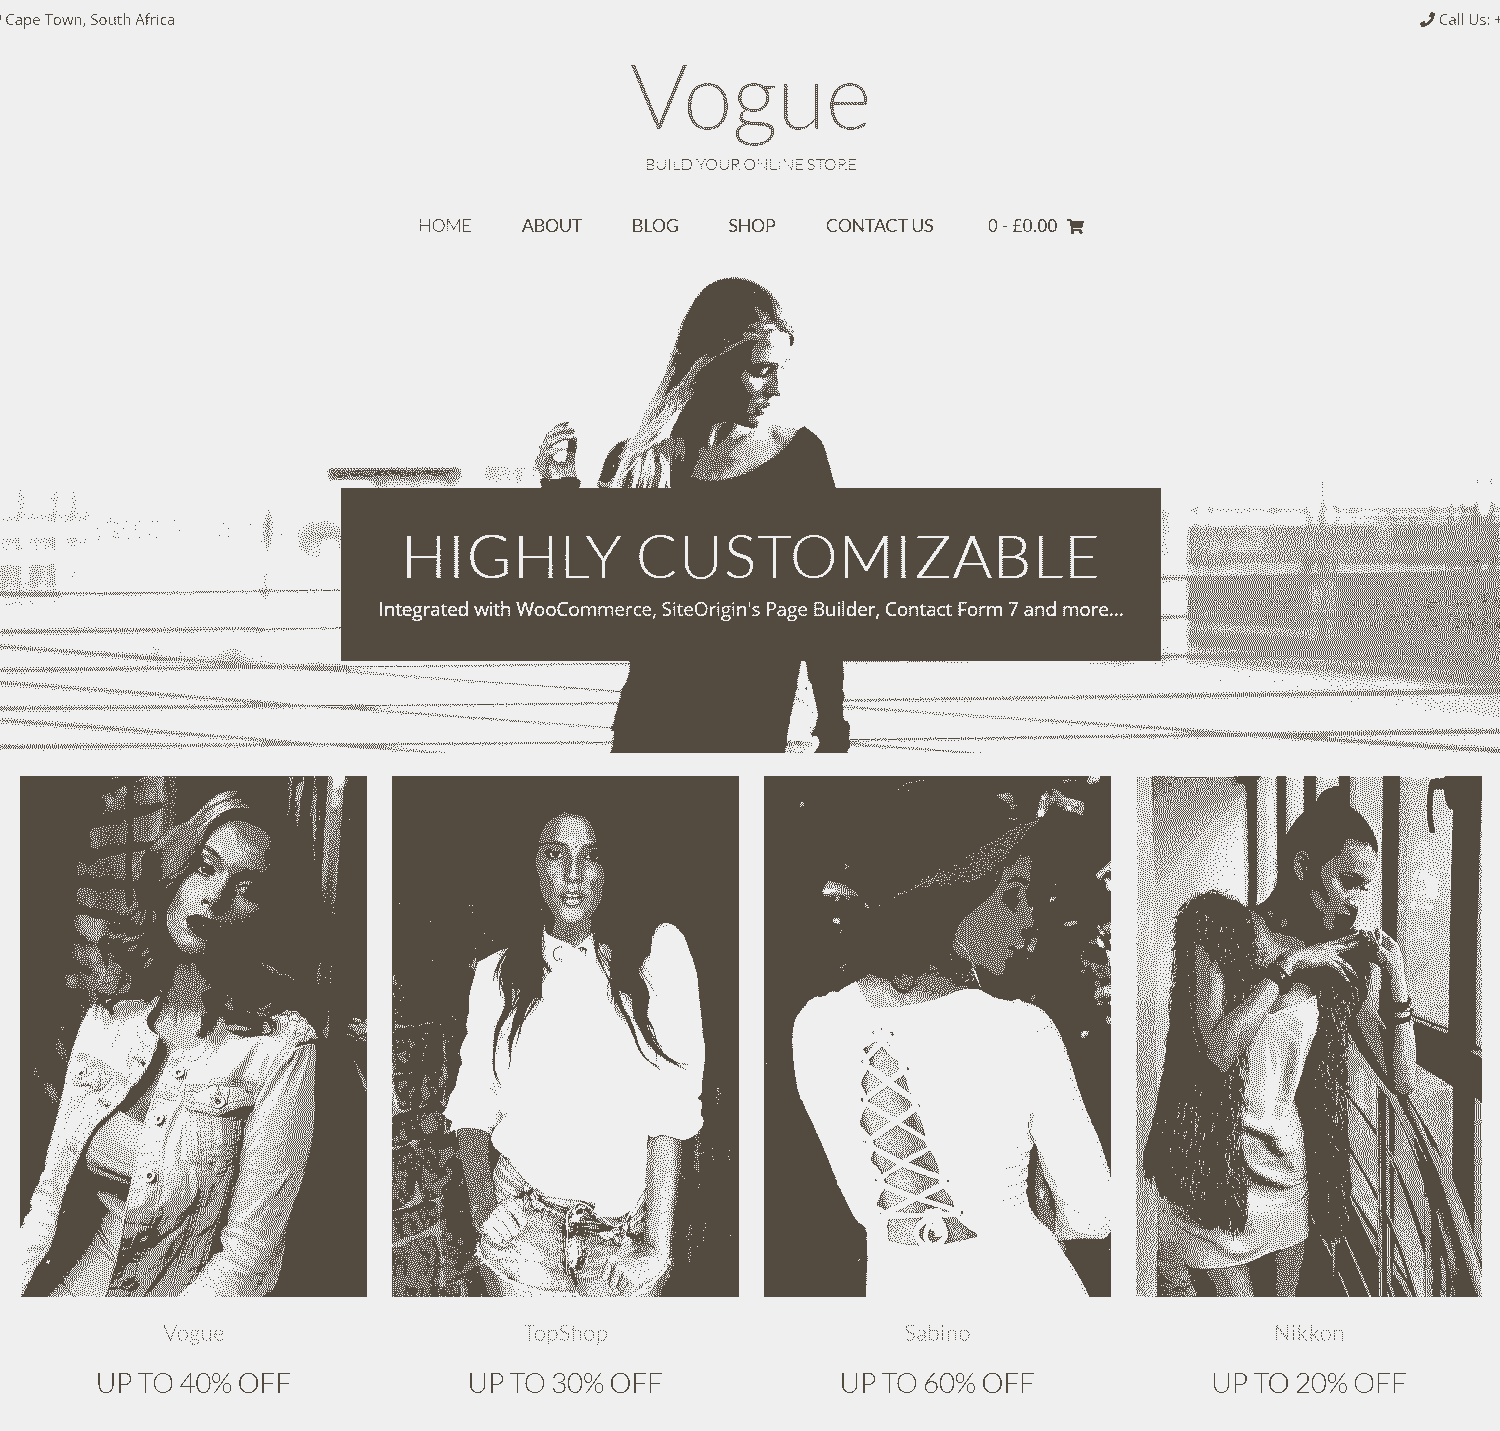 Cape Town, South Africa
Call Us: +
Vogue
BUILD YOUR ONLINE STORE
HOME ABOUT BLOG SHOP CONTACT US 0 - £0.00
HIGHLY CUSTOMIZABLE
Integrated with WooCommerce, SiteOrigin's Page Builder, Contact Form 7 and more...
Vogue TopShop Sabino Nikkon
UP TO 40% OFF UP TO 30% OFF UP TO 60% OFF UP TO 20% OFF